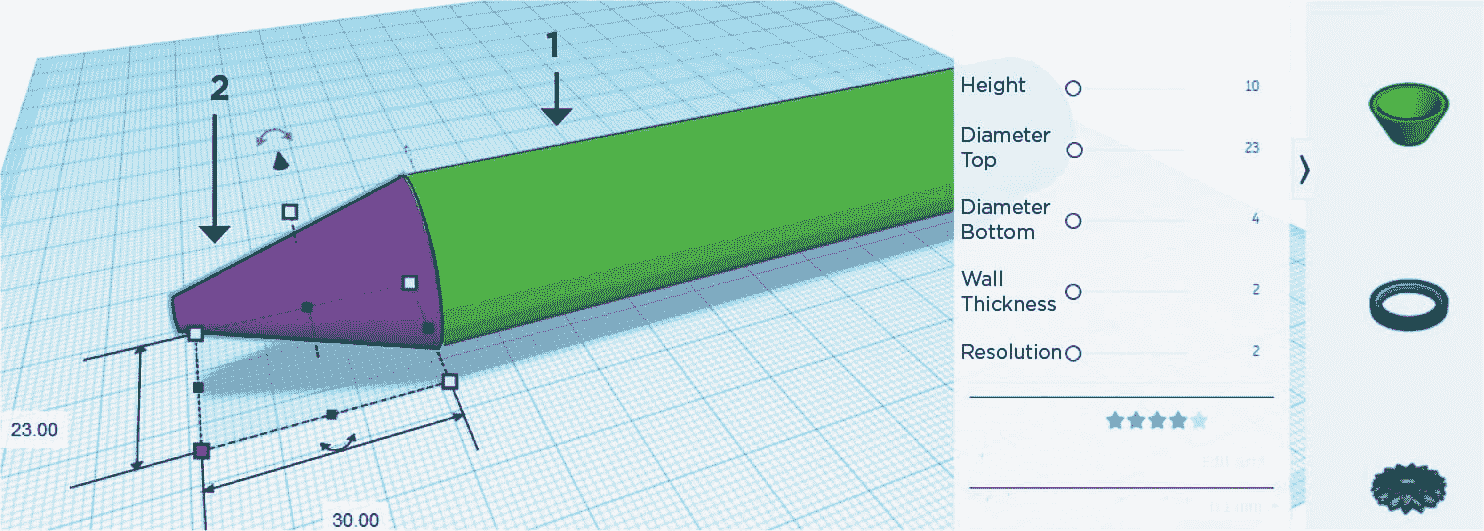 1
2
Height 10
Diameter
Top 23
Diameter
Bottom 4
Wall
Thickness 2
Resolution 2
23.00
30.00